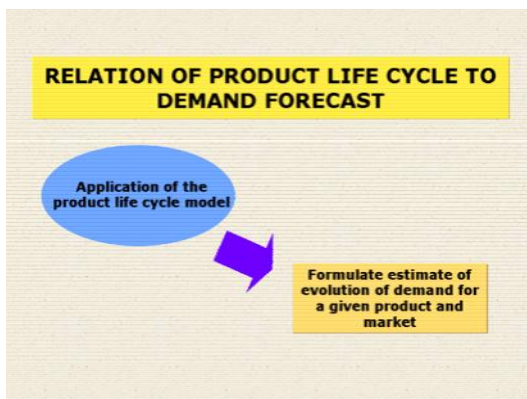 RELATION OF PRODUCT LIFE CYCLE TO
DEMAND FORECAST
Application of the
product life cycle model
Formulate estimate of
evolution of demand for
a given product and
market